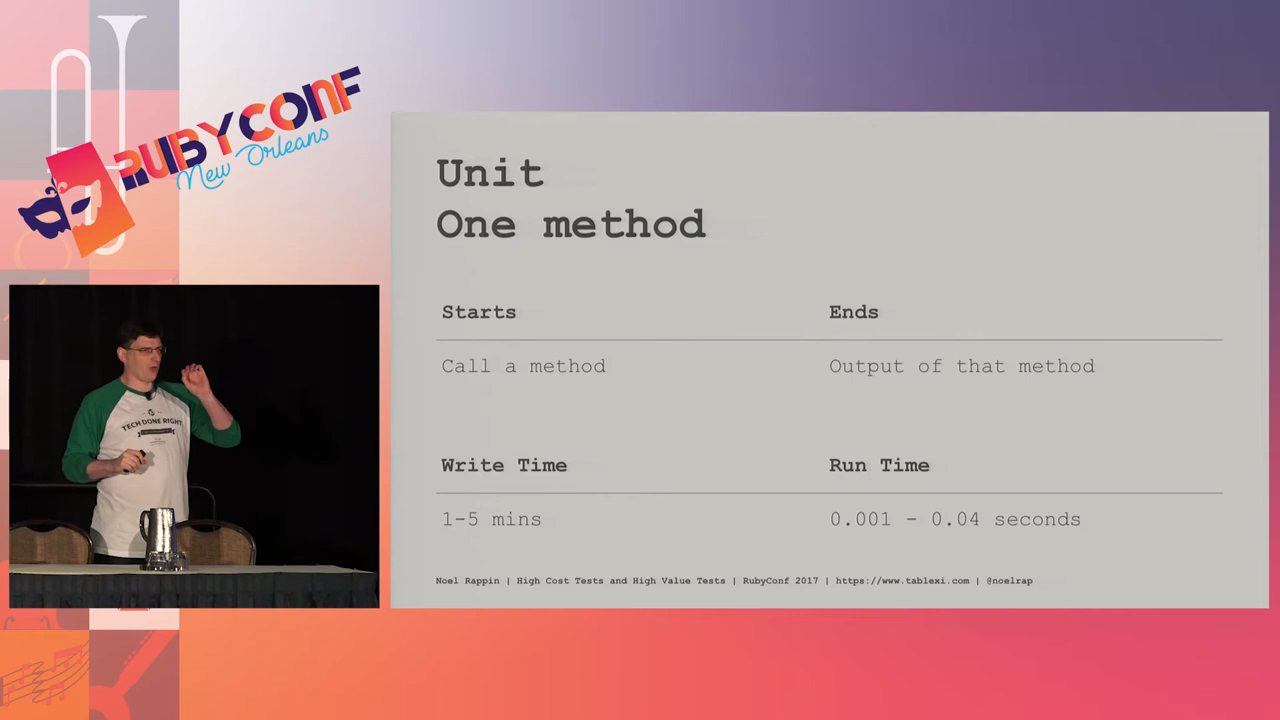 RUBYCONF
New Orleans
TECH DONE RIGHT
Unit
One method
Starts
Ends
Call a method
Output of that method
Write Time
Run Time
1-5 mins
0.001 - 0.04 seconds
Noel Rappin | High Cost Tests and High Value Tests | RubyConf 2017 | https://www.tablexi.com | @noelrap